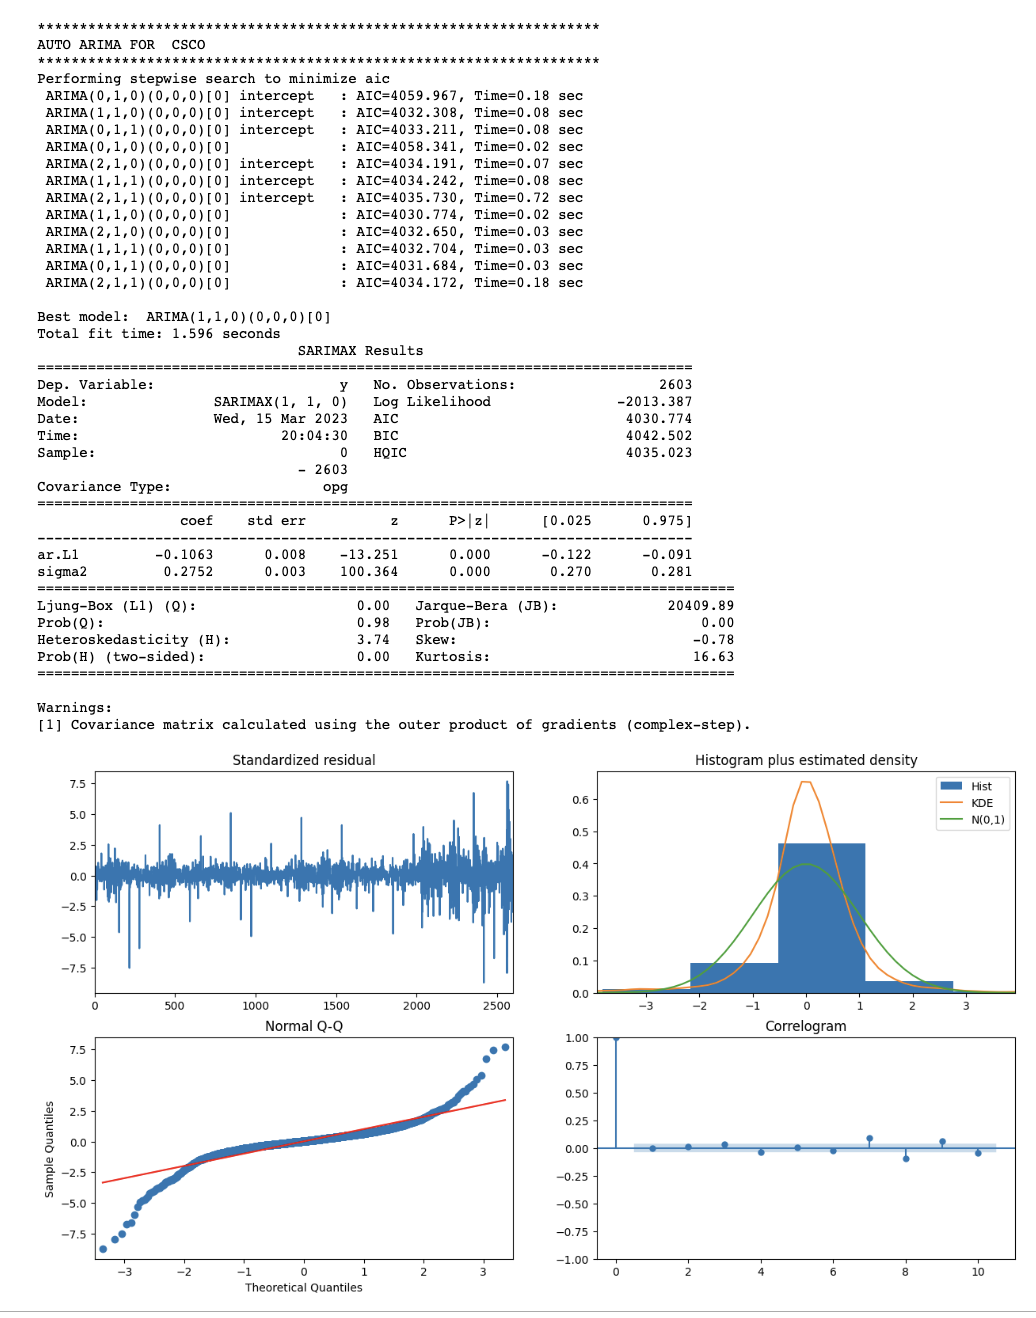 *******************************************************************
AUTO ARIMA FOR  CSCO
*******************************************************************
Performing stepwise search to minimize aic
 ARIMA(0,1,0)(0,0,0)[0] intercept   : AIC=4059.967, Time=0.18 sec
 ARIMA(1,1,0)(0,0,0)[0] intercept   : AIC=4032.308, Time=0.08 sec
 ARIMA(0,1,1)(0,0,0)[0] intercept   : AIC=4033.211, Time=0.08 sec
 ARIMA(0,1,0)(0,0,0)[0]             : AIC=4058.341, Time=0.02 sec
 ARIMA(2,1,0)(0,0,0)[0] intercept   : AIC=4034.191, Time=0.07 sec
 ARIMA(1,1,1)(0,0,0)[0] intercept   : AIC=4034.242, Time=0.08 sec
 ARIMA(2,1,1)(0,0,0)[0] intercept   : AIC=4035.730, Time=0.72 sec
 ARIMA(1,1,0)(0,0,0)[0]             : AIC=4030.774, Time=0.02 sec
 ARIMA(2,1,0)(0,0,0)[0]             : AIC=4032.650, Time=0.03 sec
 ARIMA(1,1,1)(0,0,0)[0]             : AIC=4032.704, Time=0.03 sec
 ARIMA(0,1,1)(0,0,0)[0]             : AIC=4031.684, Time=0.03 sec
 ARIMA(2,1,1)(0,0,0)[0]             : AIC=4034.172, Time=0.18 sec
Best model:  ARIMA(1,1,0)(0,0,0)[0]
Total fit time: 1.596 seconds
                               SARIMAX Results
==============================================================================
Dep. Variable:                      y   No. Observations:                 2603
Model:               SARIMAX(1, 1, 0)   Log Likelihood               -2013.387
Date:                Wed, 15 Mar 2023   AIC                           4030.774
Time:                        20:04:30   BIC                           4042.502
Sample:                             0   HQIC                          4035.023
                               - 2603
Covariance Type:                  opg
==============================================================================
                 coef    std err          z      P>|z|      [0.025      0.975]
------------------------------------------------------------------------------
ar.L1         -0.1063      0.008    -13.251      0.000      -0.122      -0.091
sigma2         0.2752      0.003    100.364      0.000       0.270       0.281
===================================================================================
Ljung-Box (L1) (Q):                   0.00   Jarque-Bera (JB):             20409.89
Prob(Q):                              0.98   Prob(JB):                         0.00
Heteroskedasticity (H):               3.74   Skew:                            -0.78
Prob(H) (two-sided):                  0.00   Kurtosis:                        16.63
===================================================================================
Warnings:
[1] Covariance matrix calculated using the outer product of gradients (complex-step).
Standardized residual
7.5
5.0
2.5
0.0
−2.5
−5.0
−7.5
0 500 1000 1500 2000 2500
Histogram plus estimated density
Hist
KDE
N(0,1)
0.6
0.5
0.4
0.3
0.2
0.1
0.0
−3 −2 −1 0 1 2 3
Normal Q-Q
Sample Quantiles
7.5
5.0
2.5
0.0
−2.5
−5.0
−7.5
−3 −2 −1 0 1 2 3
Theoretical Quantiles
Correlogram
1.00
0.75
0.50
0.25
0.00
−0.25
−0.50
−0.75
−1.00
0 2 4 6 8 10